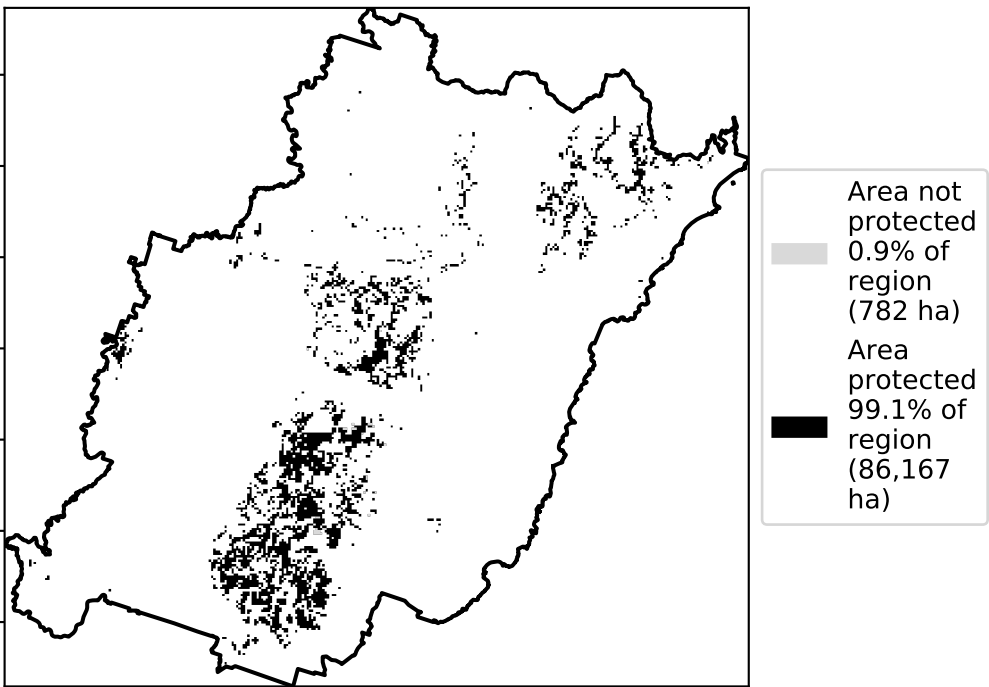 Area not
protected
0.9% of
region
(782 ha)
Area
protected
99.1% of
region
(86,167
ha)